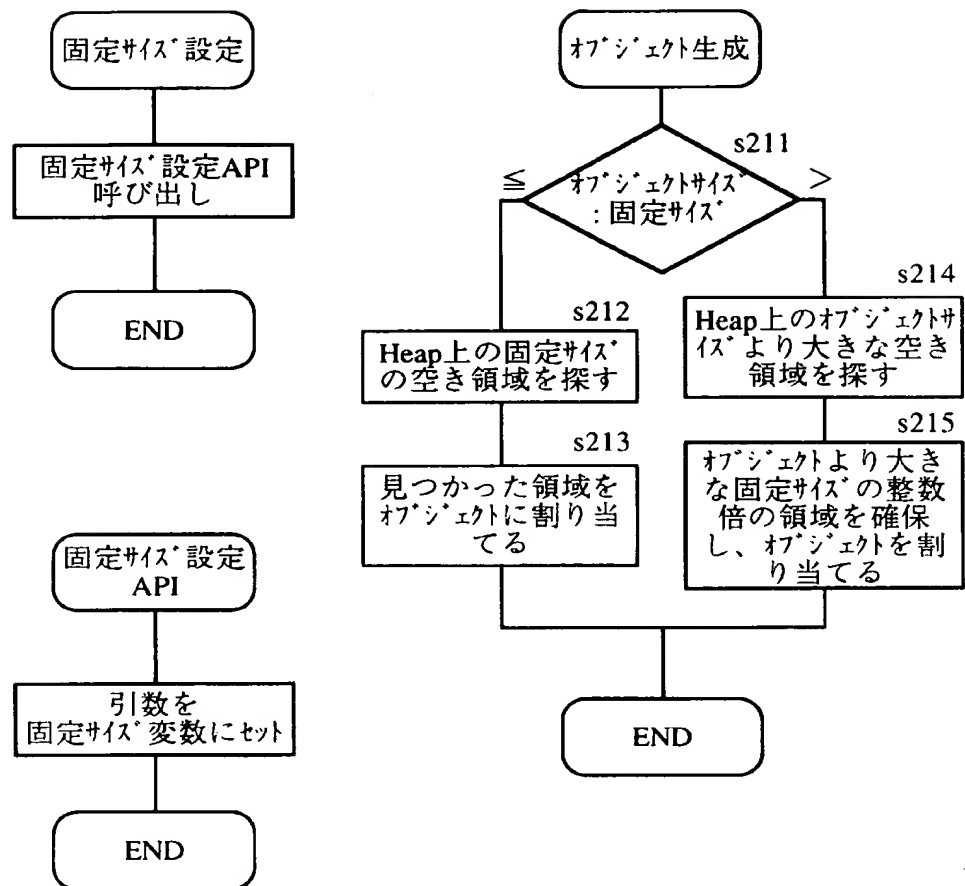 固定ｻｲｽﾞ設定
固定ｻｲｽﾞ設定API
呼び出し
END
固定ｻｲｽﾞ設定
API
引数を
固定ｻｲｽﾞ変数にｾｯﾄ
END
ｵﾌﾞｼﾞｪｸﾄ生成
s211
≦
ｵﾌﾞｼﾞｪｸﾄｻｲｽﾞ
：固定ｻｲｽﾞ
＞
s212
Heap上の固定ｻｲｽﾞ
の空き領域を探す
s213
見つかった領域を
ｵﾌﾞｼﾞｪｸﾄに割り当
てる
s214
Heap上のｵﾌﾞｼﾞｪｸﾄｻ
ｲｽﾞより大きな空き
領域を探す
s215
ｵﾌﾞｼﾞｪｸﾄより大き
な固定ｻｲｽﾞの整数
倍の領域を確保
し、ｵﾌﾞｼﾞｪｸﾄを割
り当てる
END